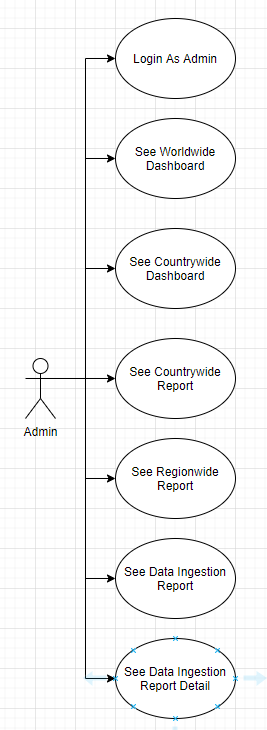 Login As Admin
See Worldwide
Dashboard
See Countrywide
Dashboard
See Countrywide
Report
Admin
See Regionwide
Report
See Data Ingestion
Report
See Data Ingestion
Report Detail